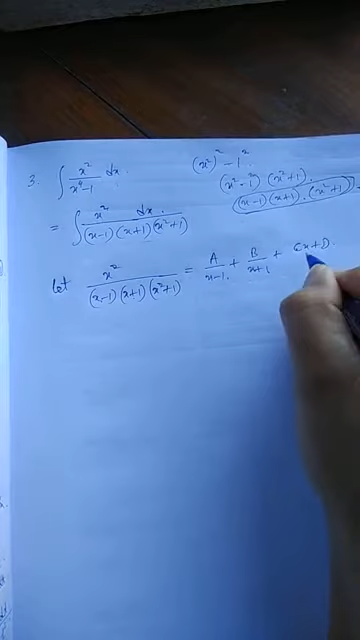 3. ∫ x²/(x⁴-1) dx.
(x²)² - 1².
(x² - 1²) (x²+1).
(x-1) (x+1) . (x²+1)
= ∫ x² dx. / (x-1) (x+1) (x²+1)
Let x² / (x-1) (x+1) (x²+1) = A/(x-1) + B/(x+1) + Cx+D